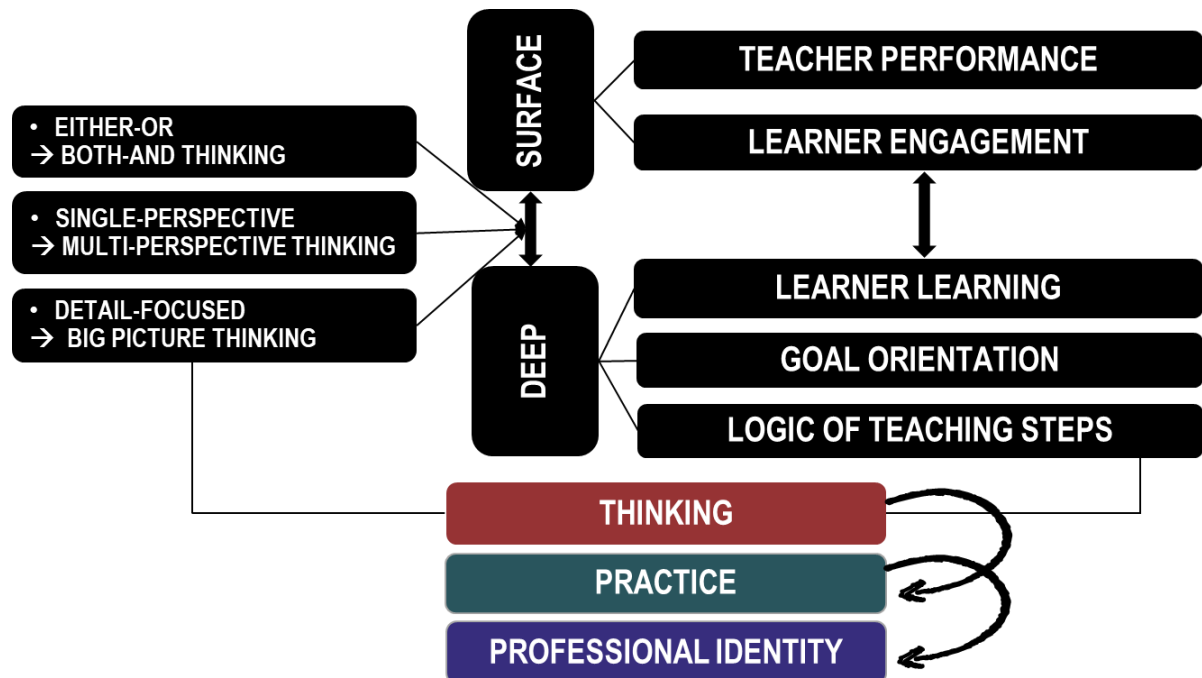 SURFACE
TEACHER PERFORMANCE
LEARNER ENGAGEMENT
• EITHER-OR
→ BOTH-AND THINKING
• SINGLE-PERSPECTIVE
→ MULTI-PERSPECTIVE THINKING
• DETAIL-FOCUSED
→ BIG PICTURE THINKING
DEEP
LEARNER LEARNING
GOAL ORIENTATION
LOGIC OF TEACHING STEPS
THINKING
PRACTICE
PROFESSIONAL IDENTITY